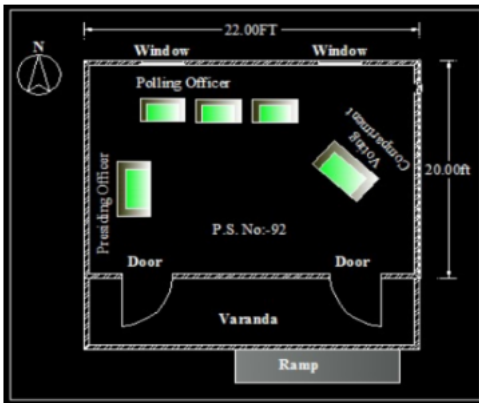 22.00FT
N
Window Window
Polling Officer
Voting
Compartment
20.00ft
Presiding Officer
P.S. No:-92
Door Door
Varanda
Ramp